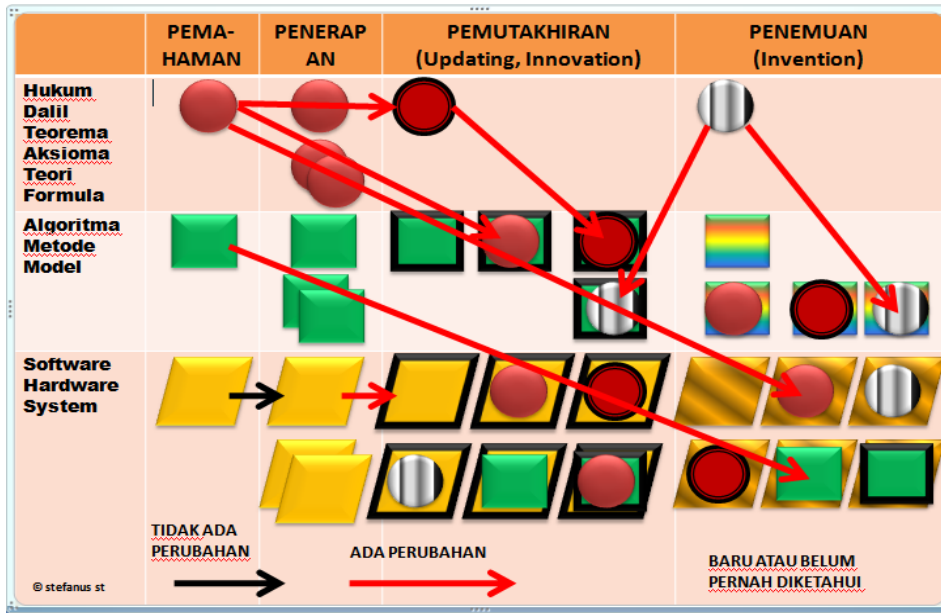 PEMA-
HAMAN
PENERAP
AN
PEMUTAKHIRAN
(Updating, Innovation)
PENEMUAN
(Invention)
Hukum
Dalil
Teorema
Aksioma
Teori
Formula
Algoritma
Metode
Model
Software
Hardware
System
TIDAK ADA
PERUBAHAN
ADA PERUBAHAN
BARU ATAU BELUM
PERNAH DIKETAHUI
© stefanus st